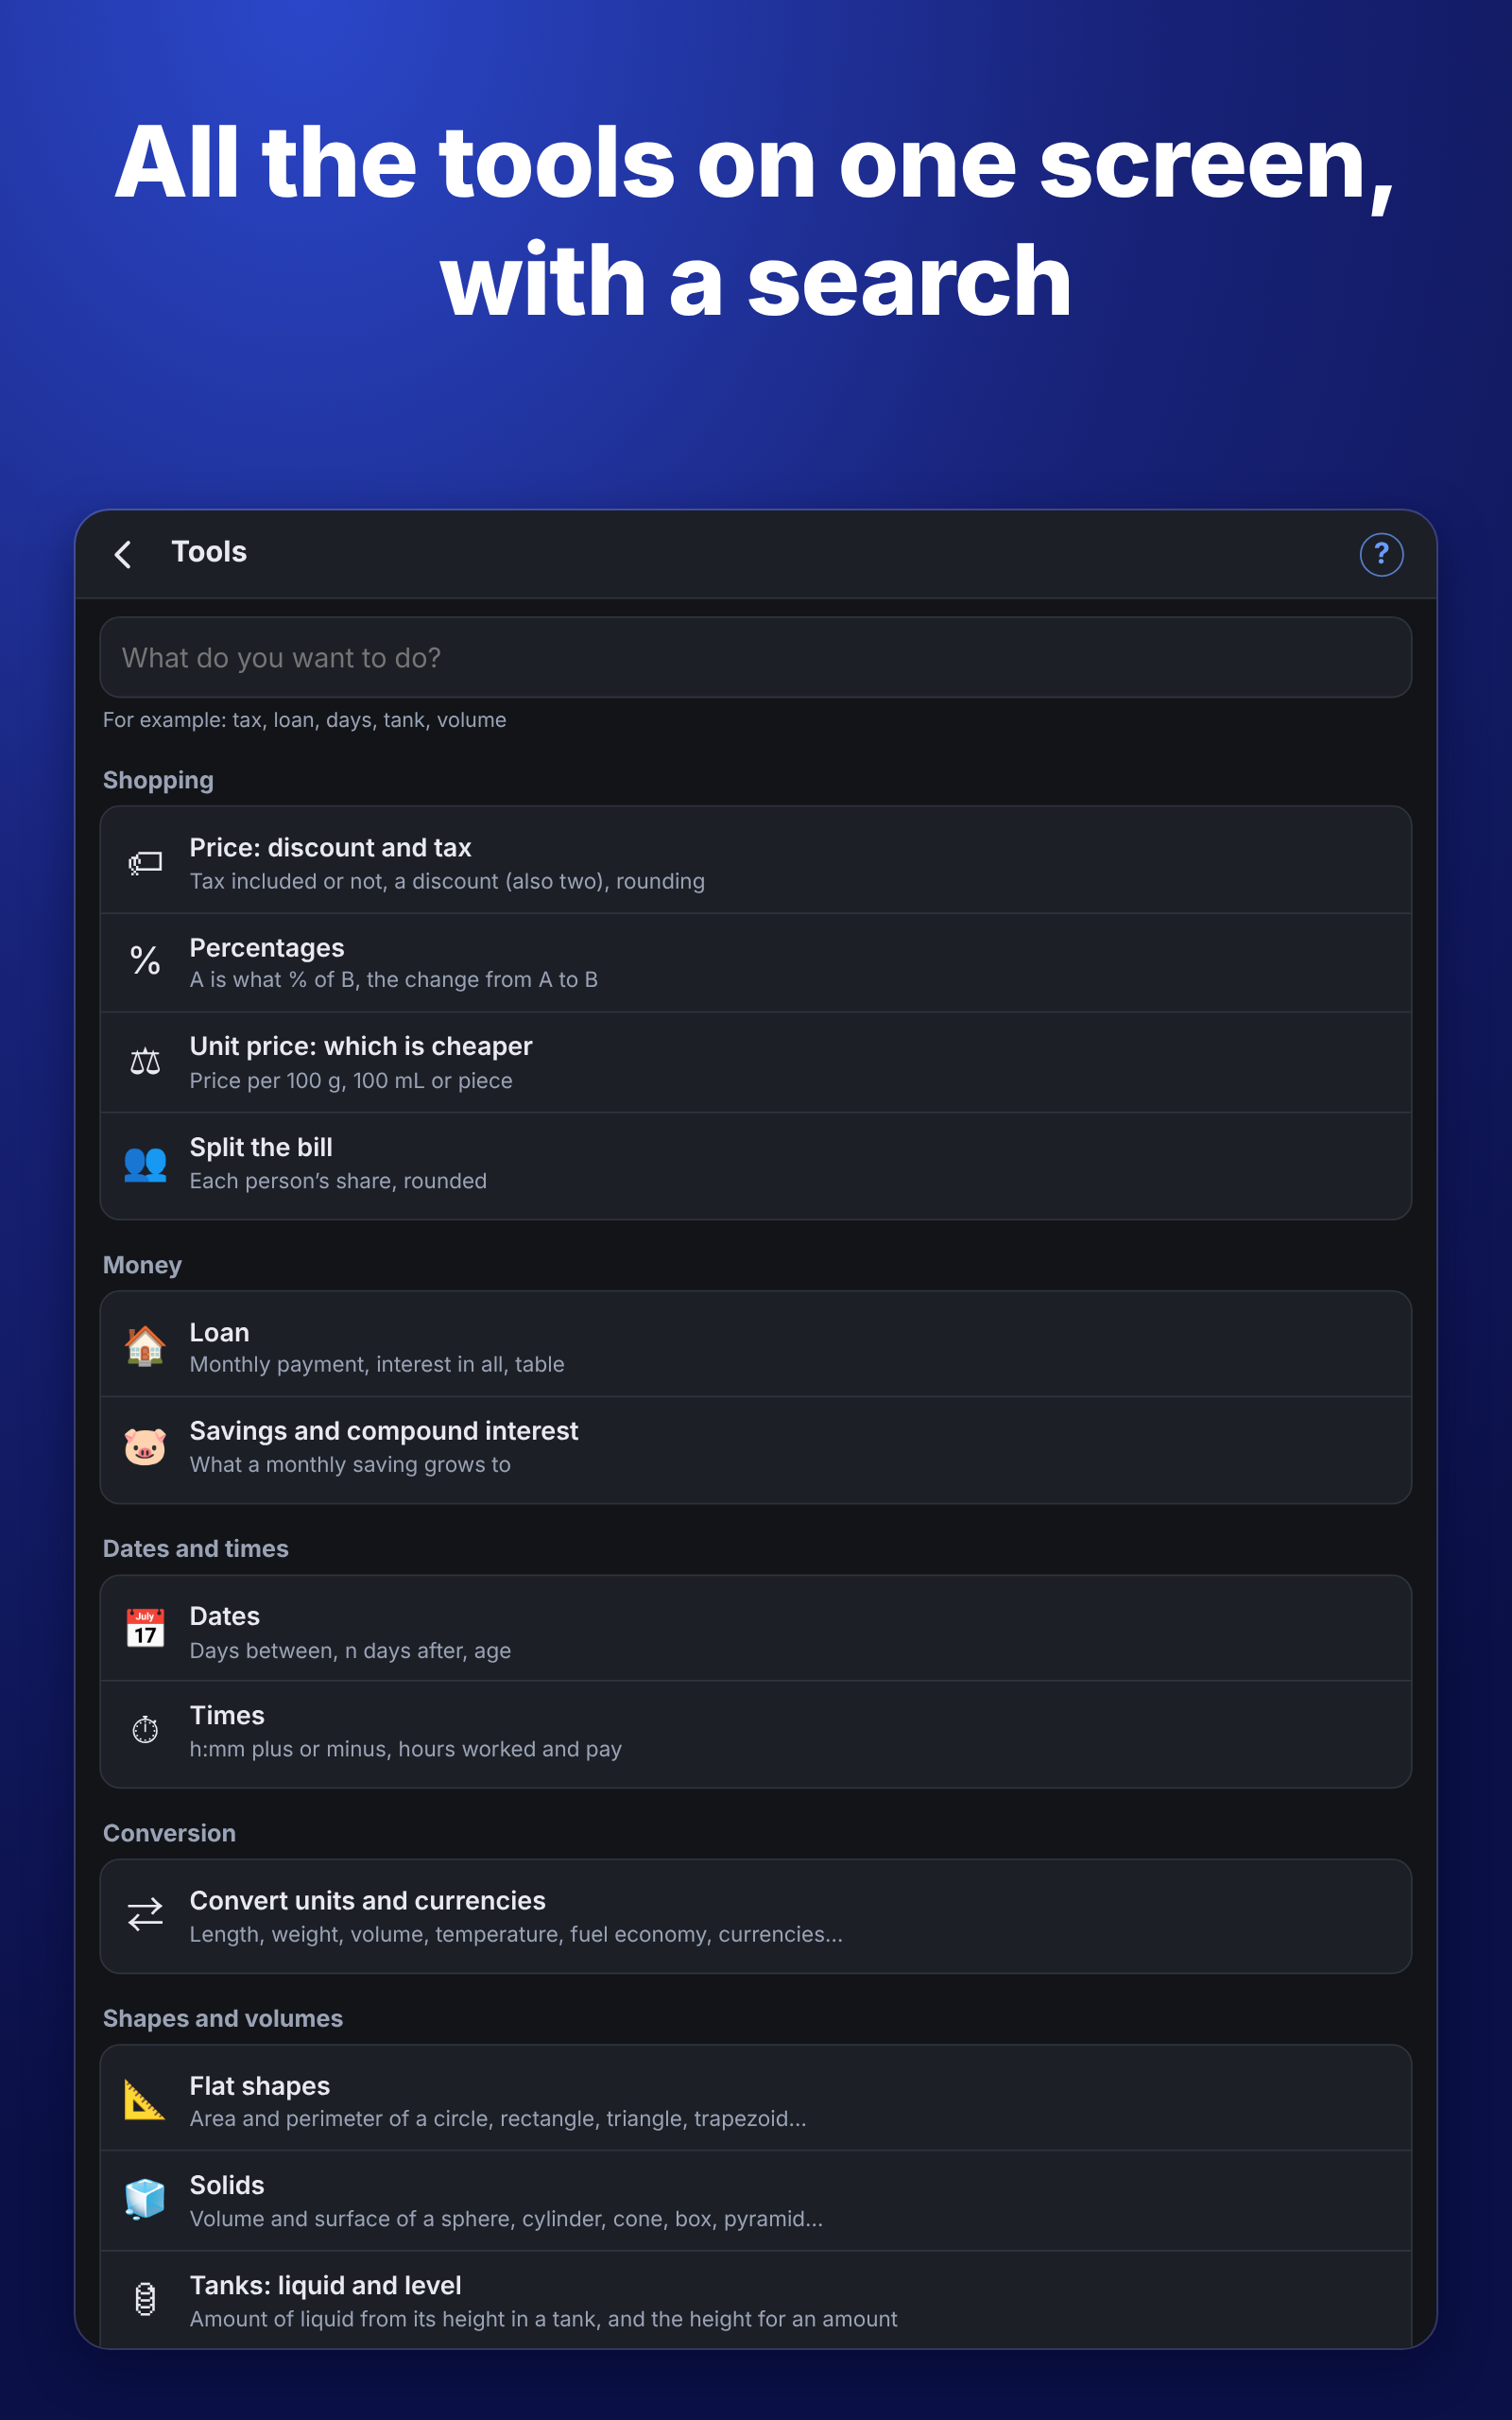 All the tools on one screen,
with a search
Tools
?
What do you want to do?
For example: tax, loan, days, tank, volume
Shopping
Price: discount and tax
Tax included or not, a discount (also two), rounding
%
Percentages
A is what % of B, the change from A to B
Unit price: which is cheaper
Price per 100 g, 100 mL or piece
Split the bill
Each person’s share, rounded
Money
Loan
Monthly payment, interest in all, table
Savings and compound interest
What a monthly saving grows to
Dates and times
July
17
Dates
Days between, n days after, age
Times
h:mm plus or minus, hours worked and pay
Conversion
Convert units and currencies
Length, weight, volume, temperature, fuel economy, currencies…
Shapes and volumes
Flat shapes
Area and perimeter of a circle, rectangle, triangle, trapezoid…
Solids
Volume and surface of a sphere, cylinder, cone, box, pyramid…
Tanks: liquid and level
Amount of liquid from its height in a tank, and the height for an amount